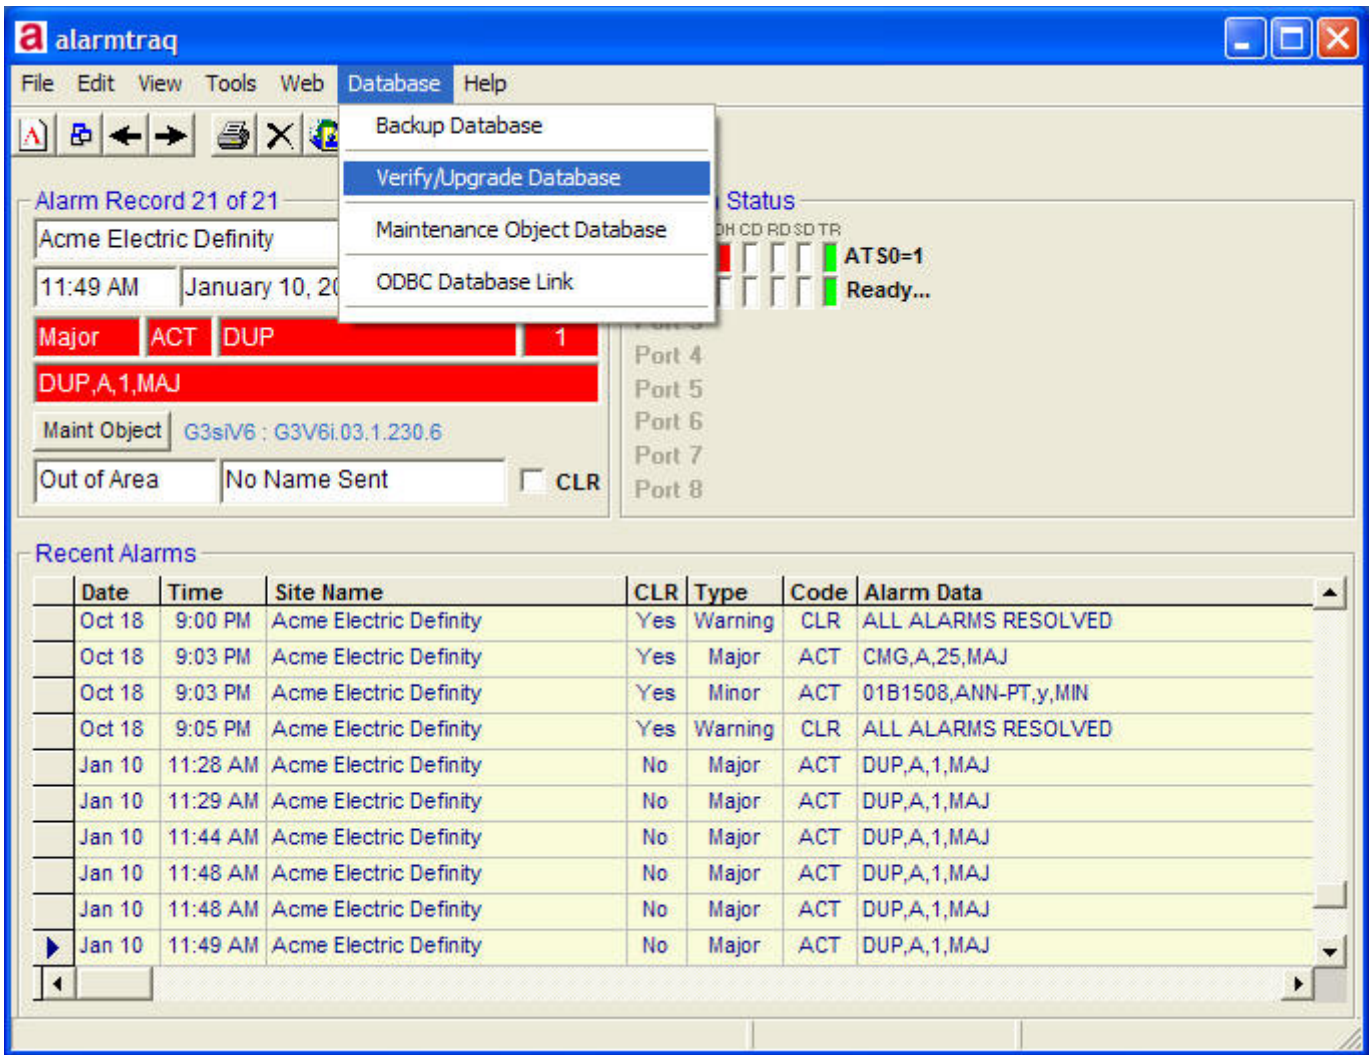 a alarmtraq
File Edit View Tools Web Database Help
Backup Database
Verify/Upgrade Database
Maintenance Object Database
ODBC Database Link
Alarm Record 21 of 21
Acme Electric Definity
11:49 AM January 10, 20
Major ACT DUP 1
DUP,A,1,MAJ
Maint Object G3siV6 : G3V6i.03.1.230.6
Out of Area No Name Sent CLR
Status
OH CD RD SD TR
ATS0=1
Ready...
Port 3
Port 4
Port 5
Port 6
Port 7
Port 8
Recent Alarms
Date Time Site Name CLR Type Code Alarm Data
Oct 18 9:00 PM Acme Electric Definity Yes Warning CLR ALL ALARMS RESOLVED
Oct 18 9:03 PM Acme Electric Definity Yes Major ACT CMG,A,25,MAJ
Oct 18 9:03 PM Acme Electric Definity Yes Minor ACT 01B1508,ANN-PT,y,MIN
Oct 18 9:05 PM Acme Electric Definity Yes Warning CLR ALL ALARMS RESOLVED
Jan 10 11:28 AM Acme Electric Definity No Major ACT DUP,A,1,MAJ
Jan 10 11:29 AM Acme Electric Definity No Major ACT DUP,A,1,MAJ
Jan 10 11:44 AM Acme Electric Definity No Major ACT DUP,A,1,MAJ
Jan 10 11:48 AM Acme Electric Definity No Major ACT DUP,A,1,MAJ
Jan 10 11:48 AM Acme Electric Definity No Major ACT DUP,A,1,MAJ
Jan 10 11:49 AM Acme Electric Definity No Major ACT DUP,A,1,MAJ